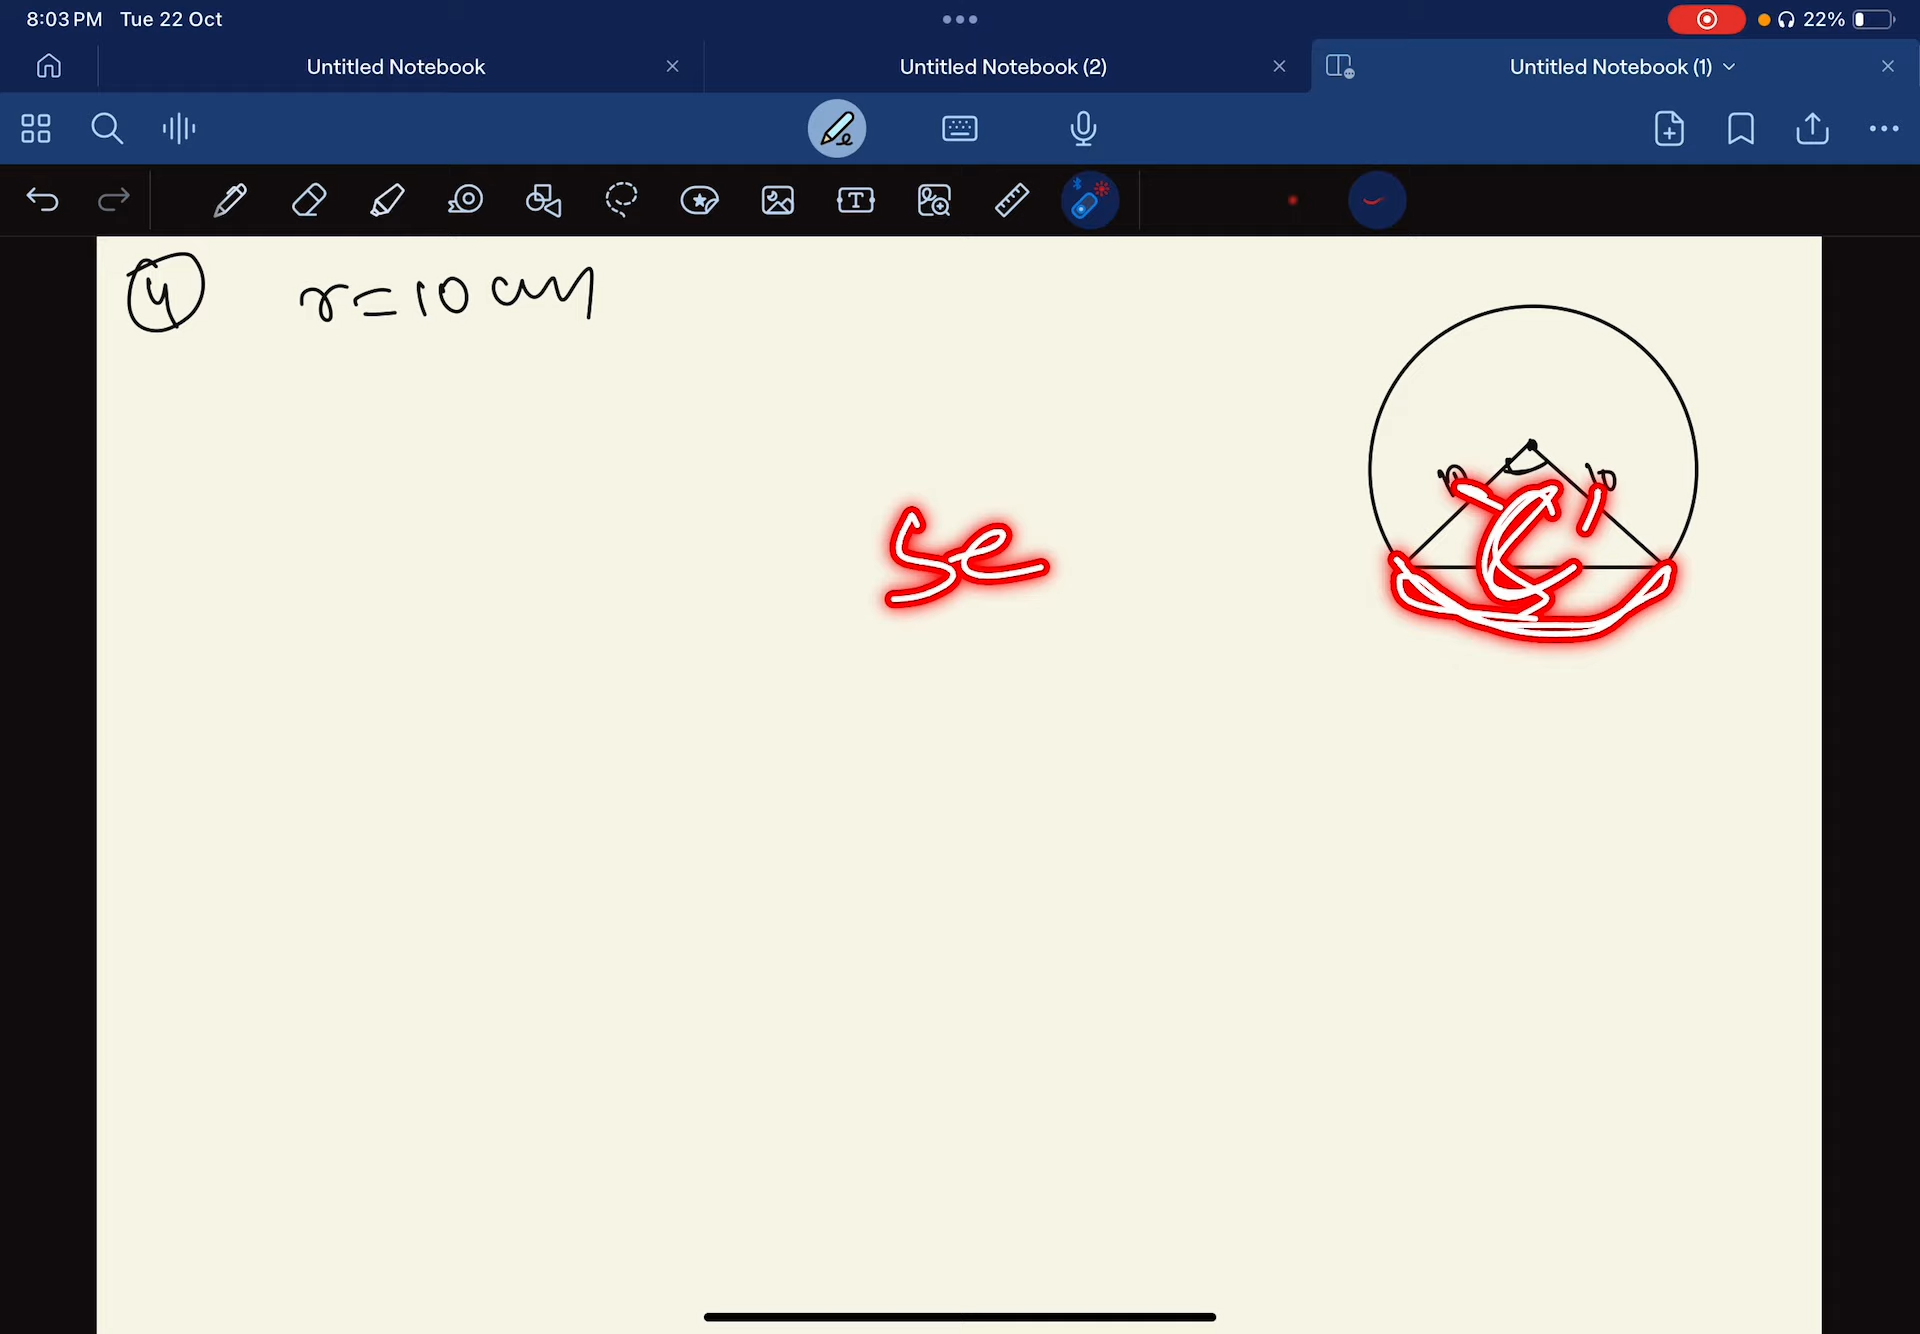 8:03 PM Tue 22 Oct
22%
Untitled Notebook
Untitled Notebook (2)
Untitled Notebook (1)
4 r=10 cm
10
Se